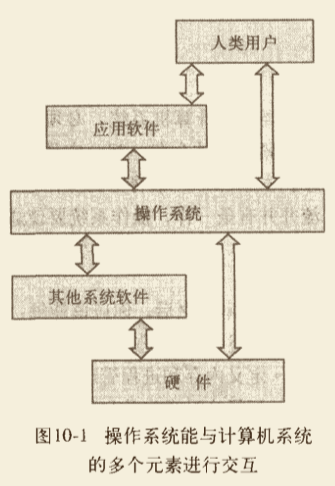 人类用户
应用软件
操作系统
其他系统软件
硬 件
图10-1 操作系统能与计算机系统
的多个元素进行交互